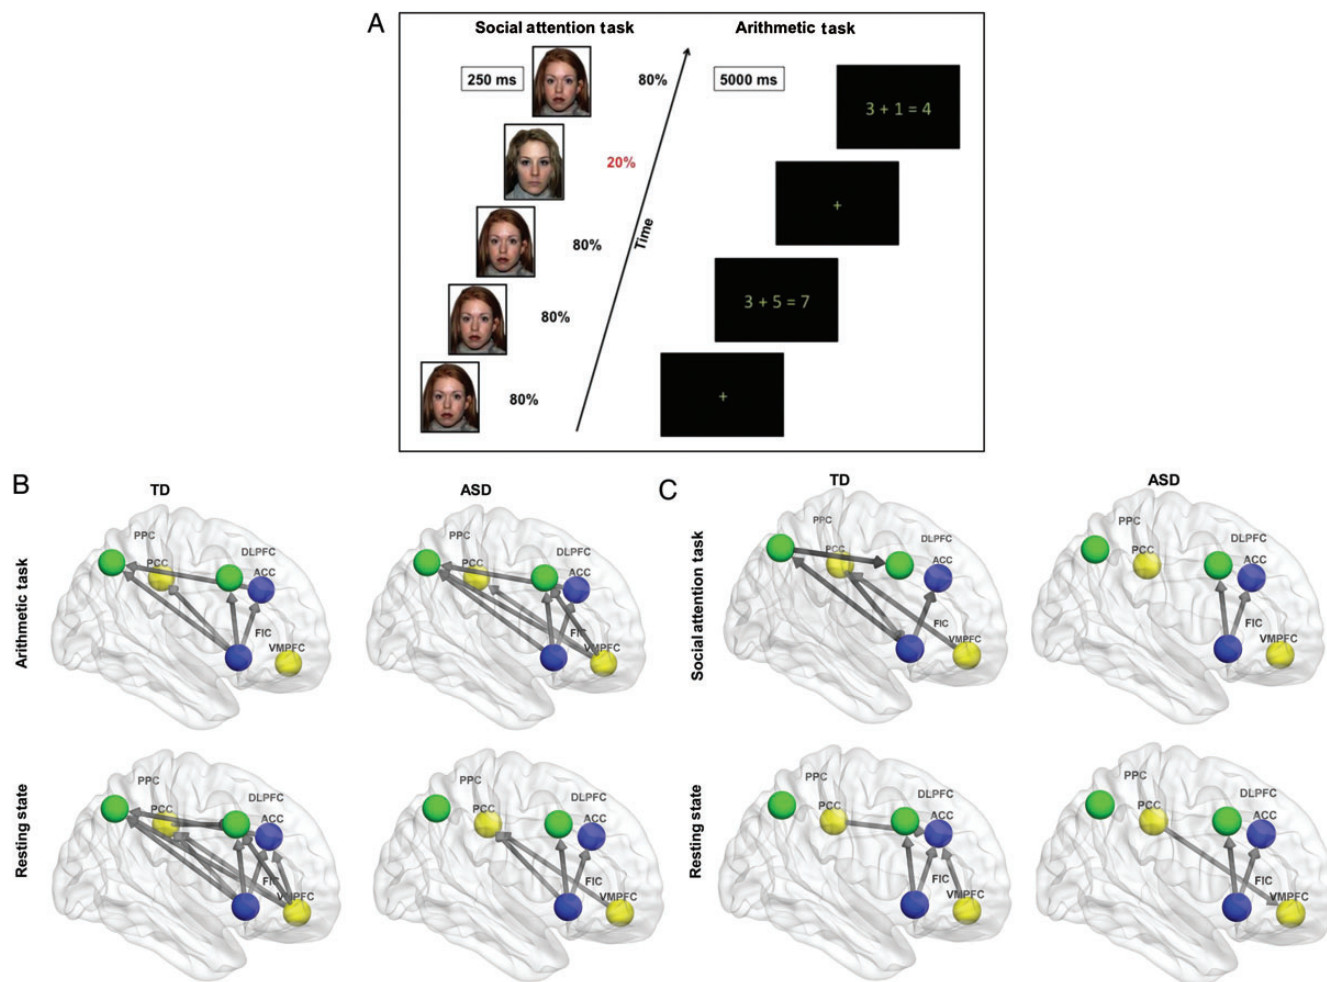 A
Social attention task
Arithmetic task
250 ms
80%
5000 ms
3 + 1 = 4
20%
+
Time
80%
3 + 5 = 7
80%
+
80%
B
TD
ASD
C
TD
ASD
Arithmetic task
PPC
DLPFC
PCC
ACC
FIC
VMPFC
PPC
DLPFC
PCC
ACC
FIC
VMPFC
Social attention task
PPC
DLPFC
PCC
ACC
FIC
VMPFC
PPC
DLPFC
PCC
ACC
FIC
VMPFC
Resting state
PPC
DLPFC
PCC
ACC
FIC
VMPFC
PPC
DLPFC
PCC
ACC
FIC
VMPFC
Resting state
PPC
DLPFC
PCC
ACC
FIC
VMPFC
PPC
DLPFC
PCC
ACC
FIC
VMPFC